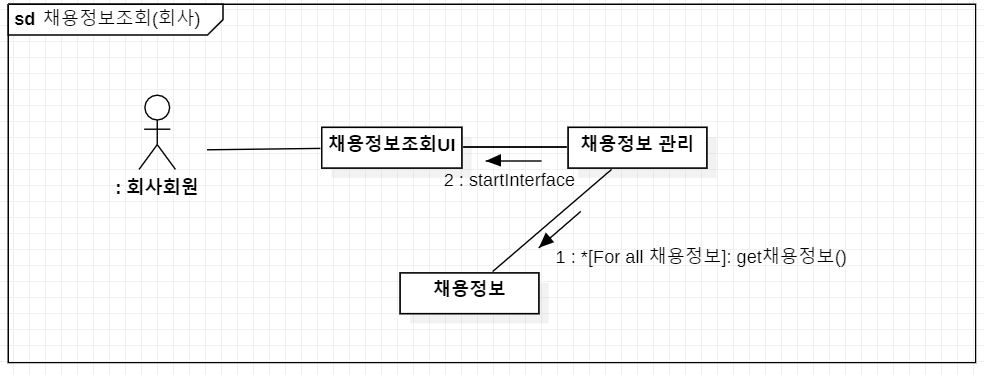 sd 채용정보조회(회사)
: 회사회원
채용정보조회UI
채용정보 관리
2 : startInterface
1 : *[For all 채용정보]: get채용정보()
채용정보